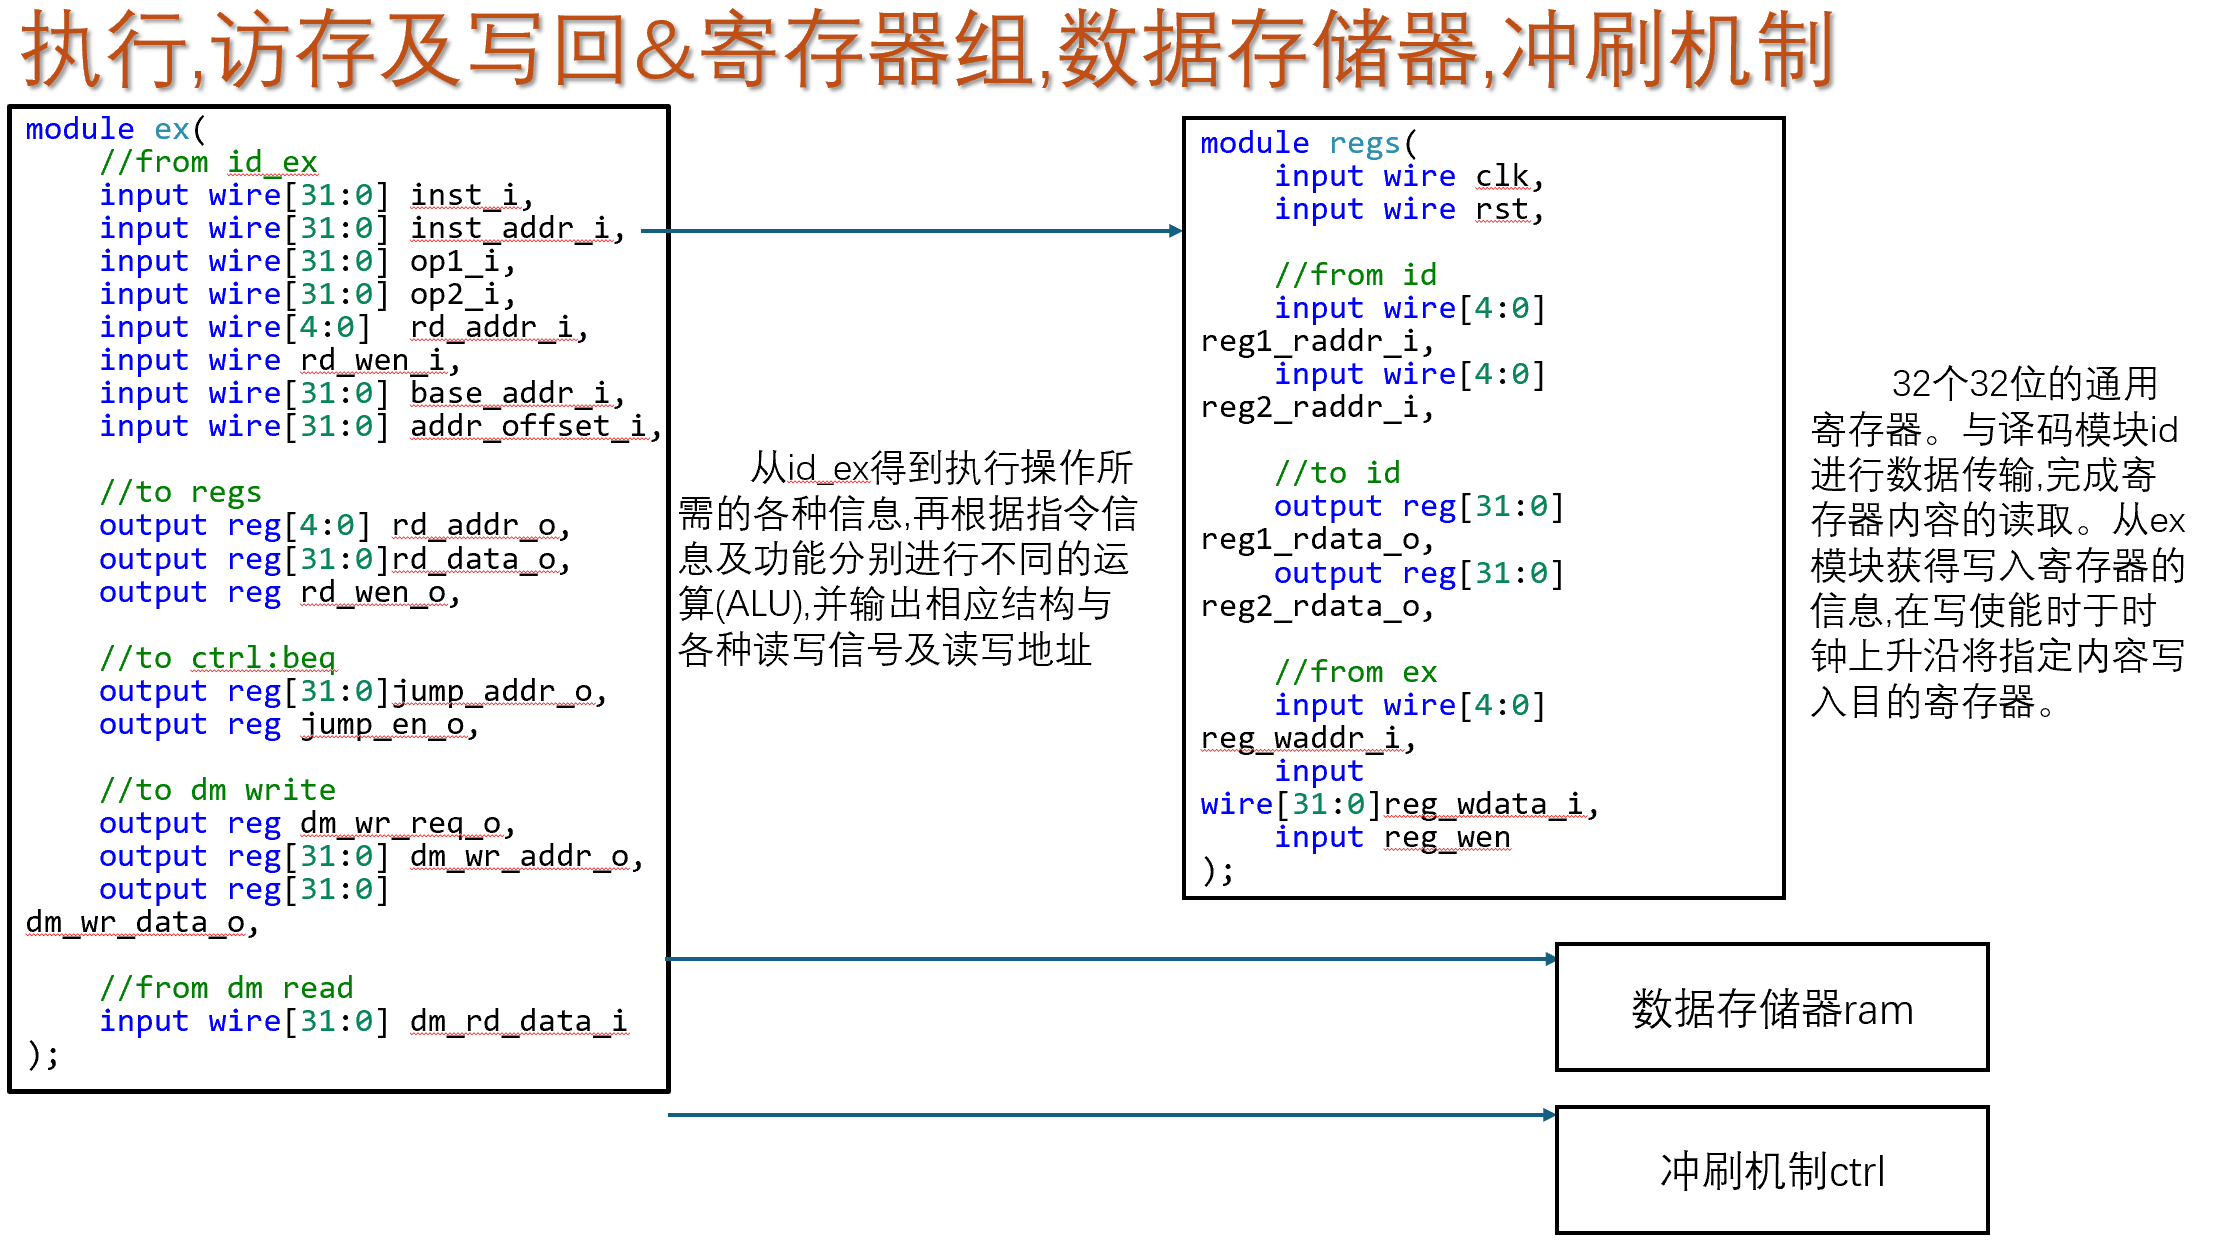 执行,访存及写回&寄存器组,数据存储器,冲刷机制
module ex(
//from id_ex
input wire[31:0] inst_i,
input wire[31:0] inst_addr_i,
input wire[31:0] op1_i,
input wire[31:0] op2_i,
input wire[4:0]  rd_addr_i,
input wire rd_wen_i,
input wire[31:0] base_addr_i,
input wire[31:0] addr_offset_i,
//to regs
output reg[4:0] rd_addr_o,
output reg[31:0]rd_data_o,
output reg rd_wen_o,
//to ctrl:beq
output reg[31:0]jump_addr_o,
output reg jump_en_o,
//to dm write
output reg dm_wr_req_o,
output reg[31:0] dm_wr_addr_o,
output reg[31:0]
dm_wr_data_o,
//from dm read
input wire[31:0] dm_rd_data_i
);
从id_ex得到执行操作所
需的各种信息,再根据指令信
息及功能分别进行不同的运
算(ALU),并输出相应结构与
各种读写信号及读写地址
module regs(
input wire clk,
input wire rst,
//from id
input wire[4:0]
reg1_raddr_i,
input wire[4:0]
reg2_raddr_i,
//to id
output reg[31:0]
reg1_rdata_o,
output reg[31:0]
reg2_rdata_o,
//from ex
input wire[4:0]
reg_waddr_i,
input
wire[31:0]reg_wdata_i,
input reg_wen
);
32个32位的通用
寄存器。与译码模块id
进行数据传输,完成寄
存器内容的读取。从ex
模块获得写入寄存器的
信息,在写使能时于时
钟上升沿将指定内容写
入目的寄存器。
数据存储器ram
冲刷机制ctrl